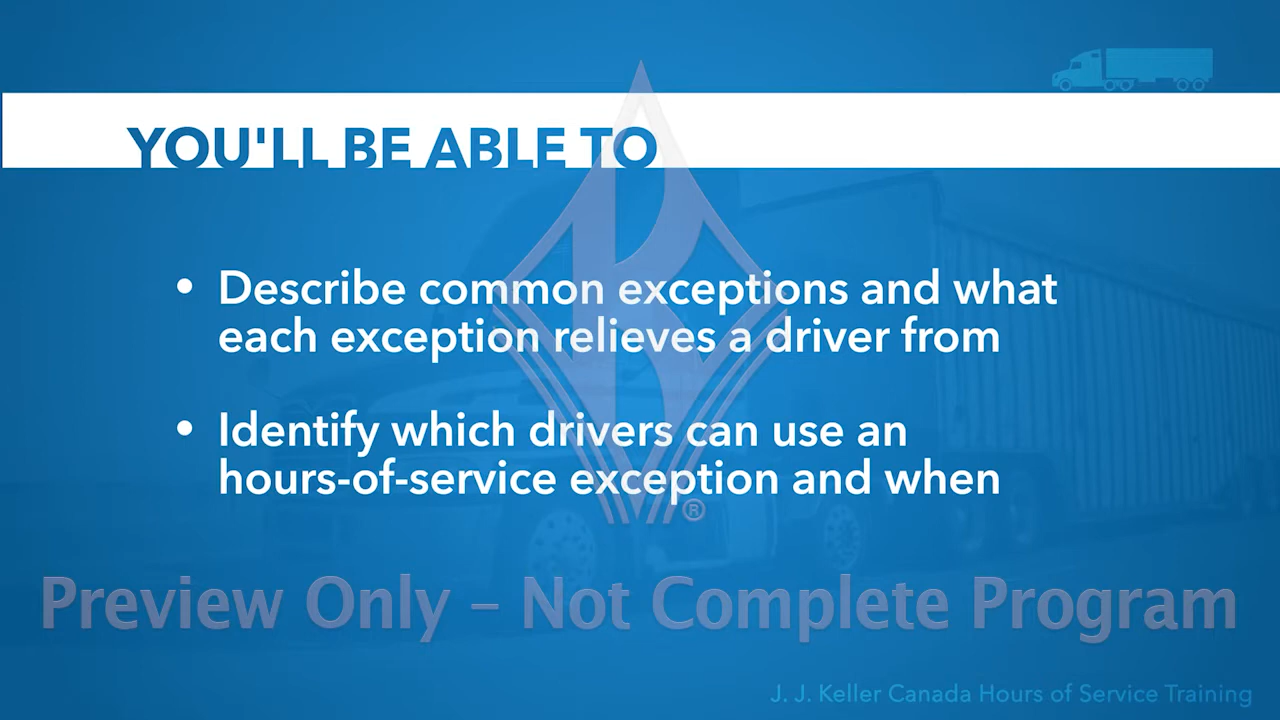 YOU'LL BE ABLE TO
• Describe common exceptions and what
each exception relieves a driver from
• Identify which drivers can use an
hours-of-service exception and when
®
Preview Only – Not Complete Program
J. J. Keller Canada Hours of Service Training